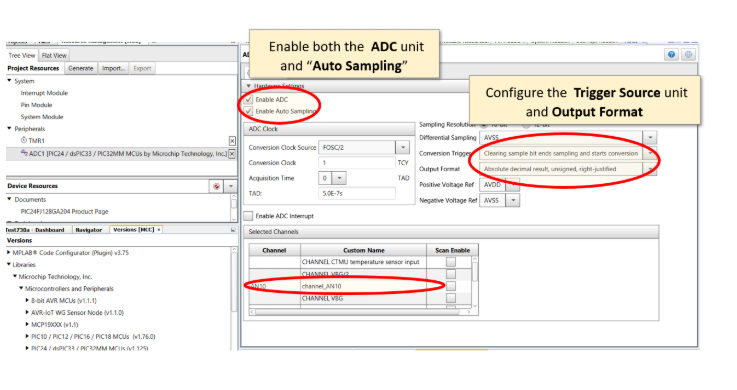 Enable both the ADC unit
and “Auto Sampling”
Configure the Trigger Source unit
and Output Format
Tree View Flat View
Project Resources Generate Import... Export
System
Interrupt Module
Pin Module
System Module
Peripherals
TMR1
ADC1 [PIC24 / dsPIC33 / PIC32MM MCUs by Microchip Technology, Inc.]
Device Resources
Documents
PIC24FJ128GA204 Product Page
Dashboard Navigator Versions [MCC] ×
Versions
MPLAB® Code Configurator (Plugin) v3.75
Libraries
Microchip Technology, Inc.
Microcontrollers and Peripherals
8-bit AVR MCUs (v1.1.1)
AVR-IoT WG Sensor Node (v1.1.0)
MCP19XXX (v1.1)
PIC10 / PIC12 / PIC16 / PIC18 MCUs (v1.76.0)
PIC24 / dsPIC33 / PIC32MM MCUs (v1.125)
Hardware Settings
Enable ADC
Enable Auto Sampling
ADC Clock
Conversion Clock Source FOSC/2
Conversion Clock 1 TCY
Acquisition Time 0 TAD
TAD: 5.0E-7s
Sampling Resolution
Differential Sampling AVSS
Conversion Trigger Clearing sample bit ends sampling and starts conversion
Output Format Absolute decimal result, unsigned, right-justified
Positive Voltage Ref AVDD
Negative Voltage Ref AVSS
Enable ADC Interrupt
Selected Channels
Channel Custom Name Scan Enable
CHANNEL CTMU temperature sensor input
CHANNEL VBG/2
AN10 channel_AN10
CHANNEL VBG